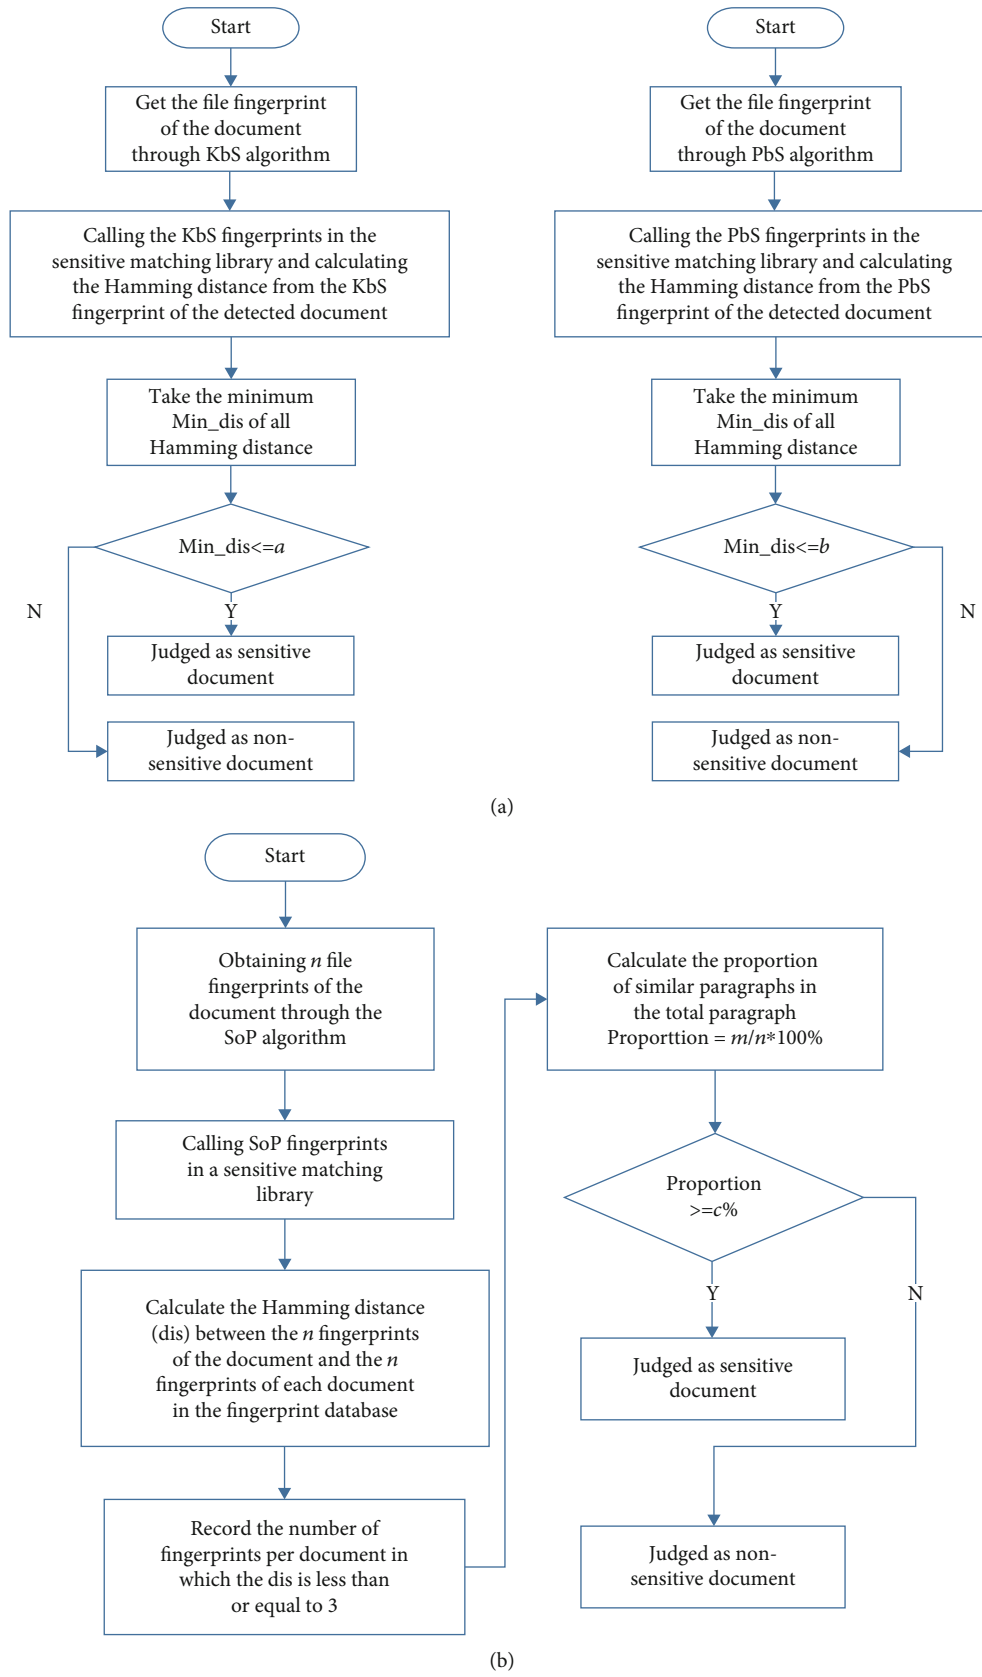 Start
Get the file fingerprint
of the document
through KbS algorithm
Calling the KbS fingerprints in the
sensitive matching library and calculating
the Hamming distance from the KbS
fingerprint of the detected document
Take the minimum
Min_dis of all
Hamming distance
Min_dis<=a
N
Y
Judged as sensitive
document
Judged as non-
sensitive document
Start
Get the file fingerprint
of the document
through PbS algorithm
Calling the PbS fingerprints in the
sensitive matching library and calculating
the Hamming distance from the PbS
fingerprint of the detected document
Take the minimum
Min_dis of all
Hamming distance
Min_dis<=b
Y
N
Judged as sensitive
document
Judged as non-
sensitive document
(a)
Start
Obtaining n file
fingerprints of the
document through the
SoP algorithm
Calling SoP fingerprints
in a sensitive matching
library
Calculate the Hamming distance
(dis) between the n fingerprints
of the document and the n
fingerprints of each document
in the fingerprint database
Record the number of
fingerprints per document in
which the dis is less than
or equal to 3
Calculate the proportion
of similar paragraphs in
the total paragraph
Proporttion = m/n*100%
Proportion
>=c%
Y
N
Judged as sensitive
document
Judged as non-
sensitive document
(b)